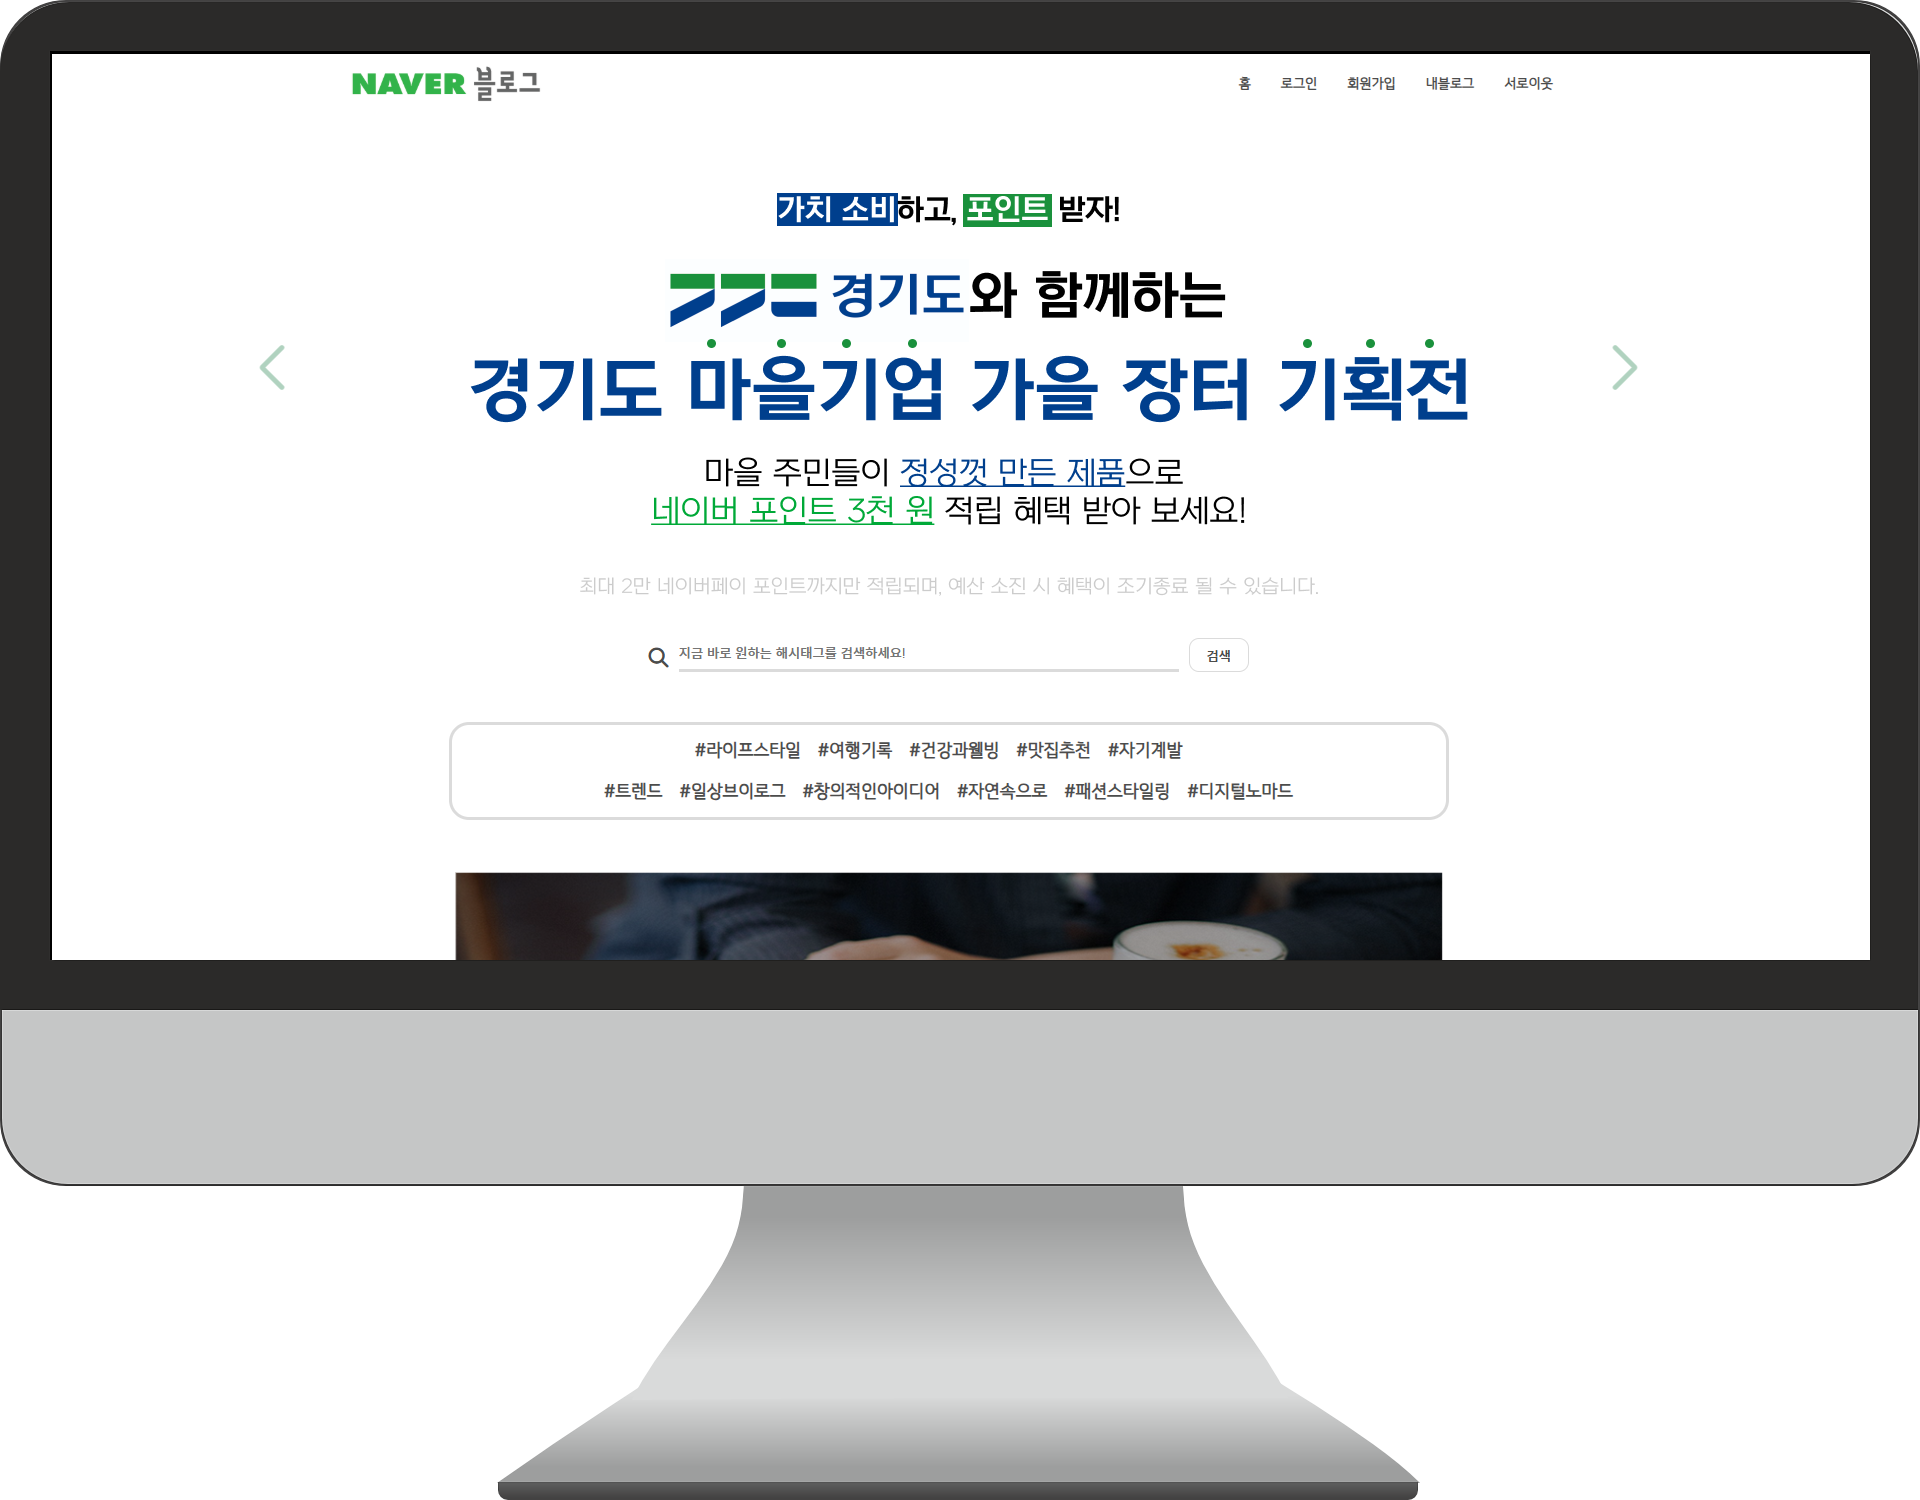 NAVER 블로그
홈 로그인 회원가입 내블로그 서로이웃
가치 소비하고, 포인트 받자!
경기도와 함께하는
경기도 마을기업 가을 장터 기획전
마을 주민들이 정성껏 만든 제품으로
네이버 포인트 3천 원 적립 혜택 받아 보세요!
최대 2만 네이버페이 포인트까지만 적립되며, 예산 소진 시 혜택이 조기종료 될 수 있습니다.
지금 바로 원하는 해시태그를 검색하세요! 검색
#라이프스타일 #여행기록 #건강과웰빙 #맛집추천 #자기계발
#트렌드 #일상브이로그 #창의적인아이디어 #자연속으로 #패션스타일링 #디지털노마드